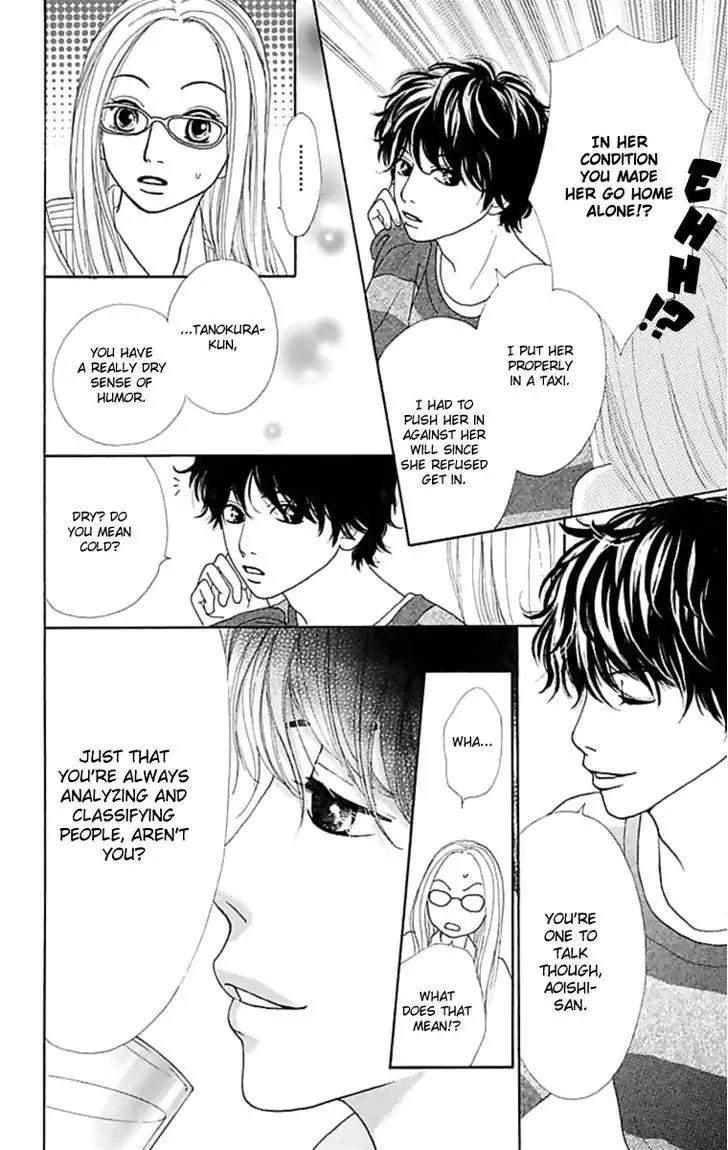 IN HER
CONDITION
YOU MADE
HER GO HOME
ALONE!?
EHH!?
I PUT HER
PROPERLY
IN A TAXI.
I HAD TO
PUSH HER IN
AGAINST HER
WILL SINCE
SHE REFUSED
GET IN.
.........
...TANOKURA-
KUN,
YOU HAVE
A REALLY DRY
SENSE OF
HUMOR.
DRY? DO
YOU MEAN
COLD?
YOU'RE
ONE TO
TALK
THOUGH,
AOISHI-
SAN.
WHA...
WHAT
DOES THAT
MEAN!?
JUST THAT
YOU'RE ALWAYS
ANALYZING AND
CLASSIFYING
PEOPLE, AREN'T
YOU?